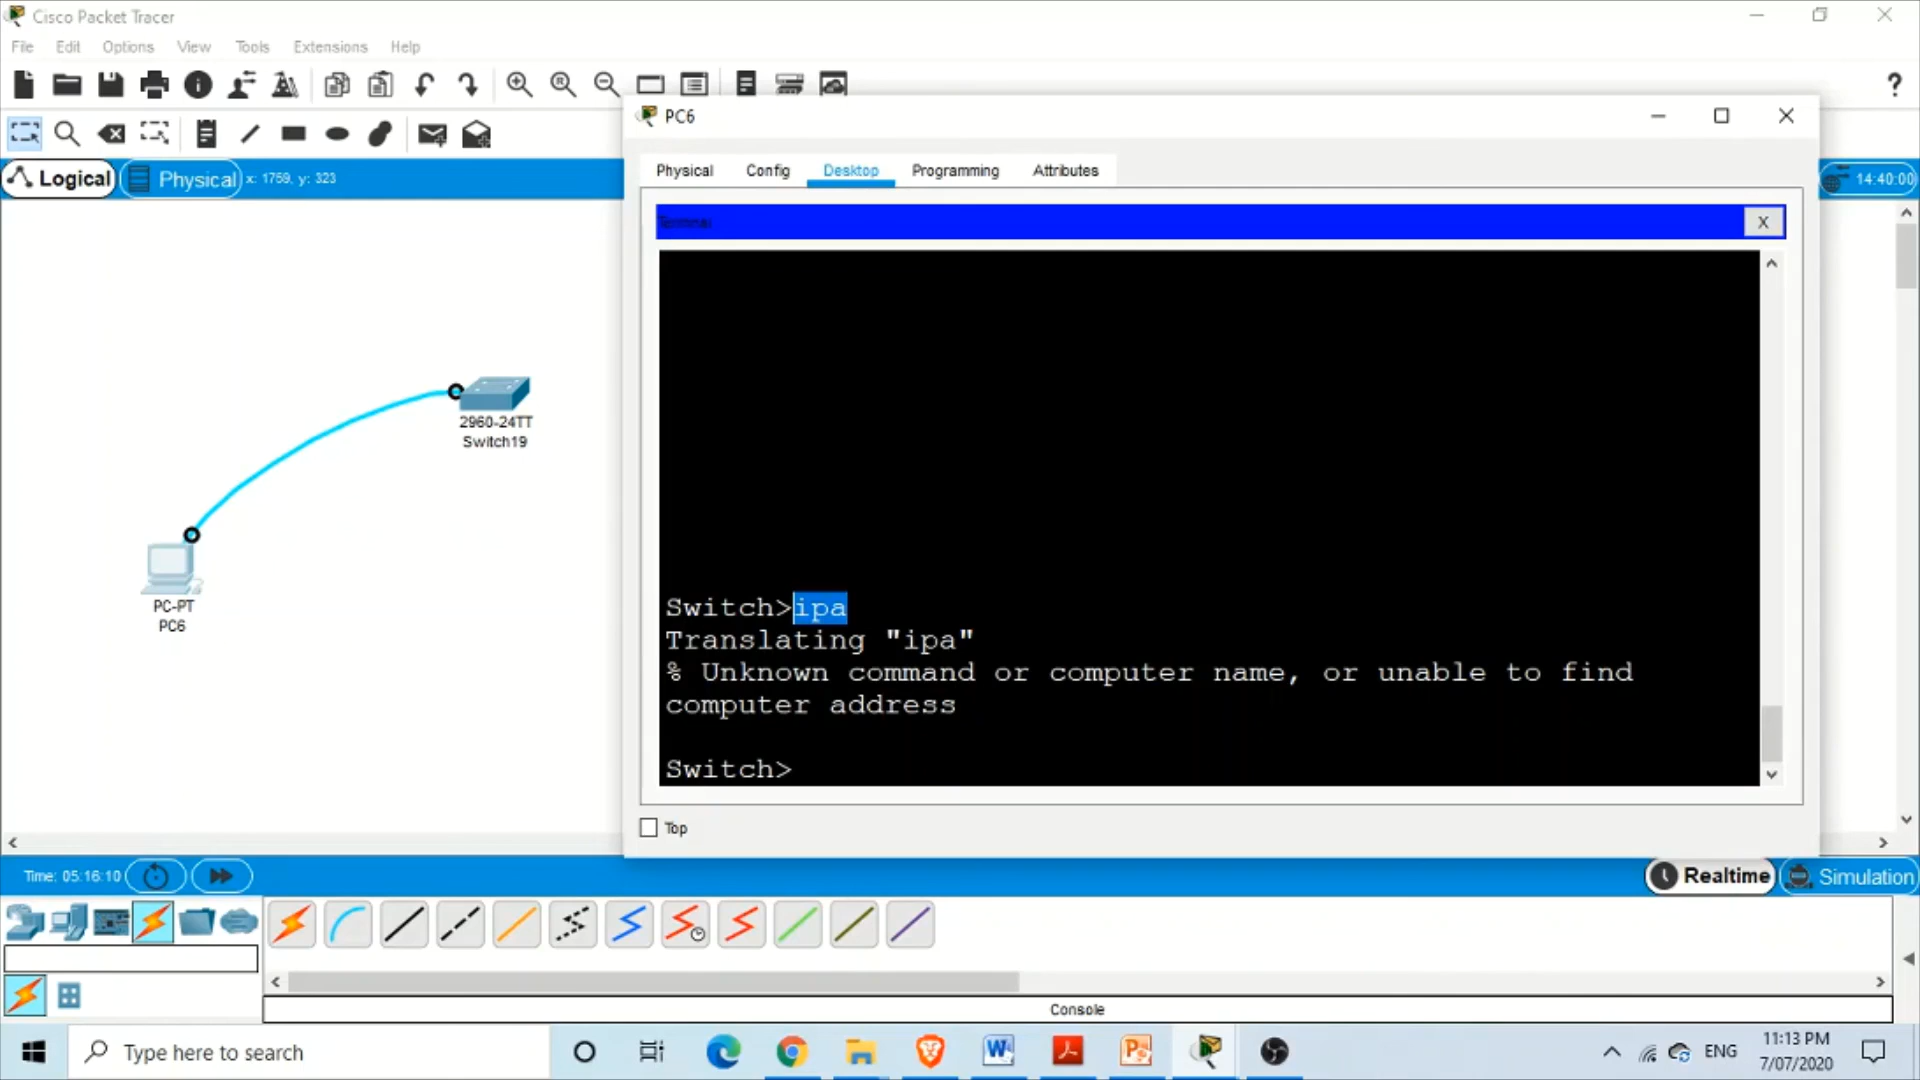 Cisco Packet Tracer
File Edit Options View Tools Extensions Help
PC6
Physical Config Desktop Programming Attributes
Logical Physical x: 1759, y: 323
14:40:00
Terminal
X
2960-24TT
Switch19
PC-PT
PC6
Switch>ipa
Translating "ipa"
% Unknown command or computer name, or unable to find
computer address
Switch>
Top
Time: 05:16:10
Realtime Simulation
Console
Type here to search
ENG
11:13 PM
7/07/2020